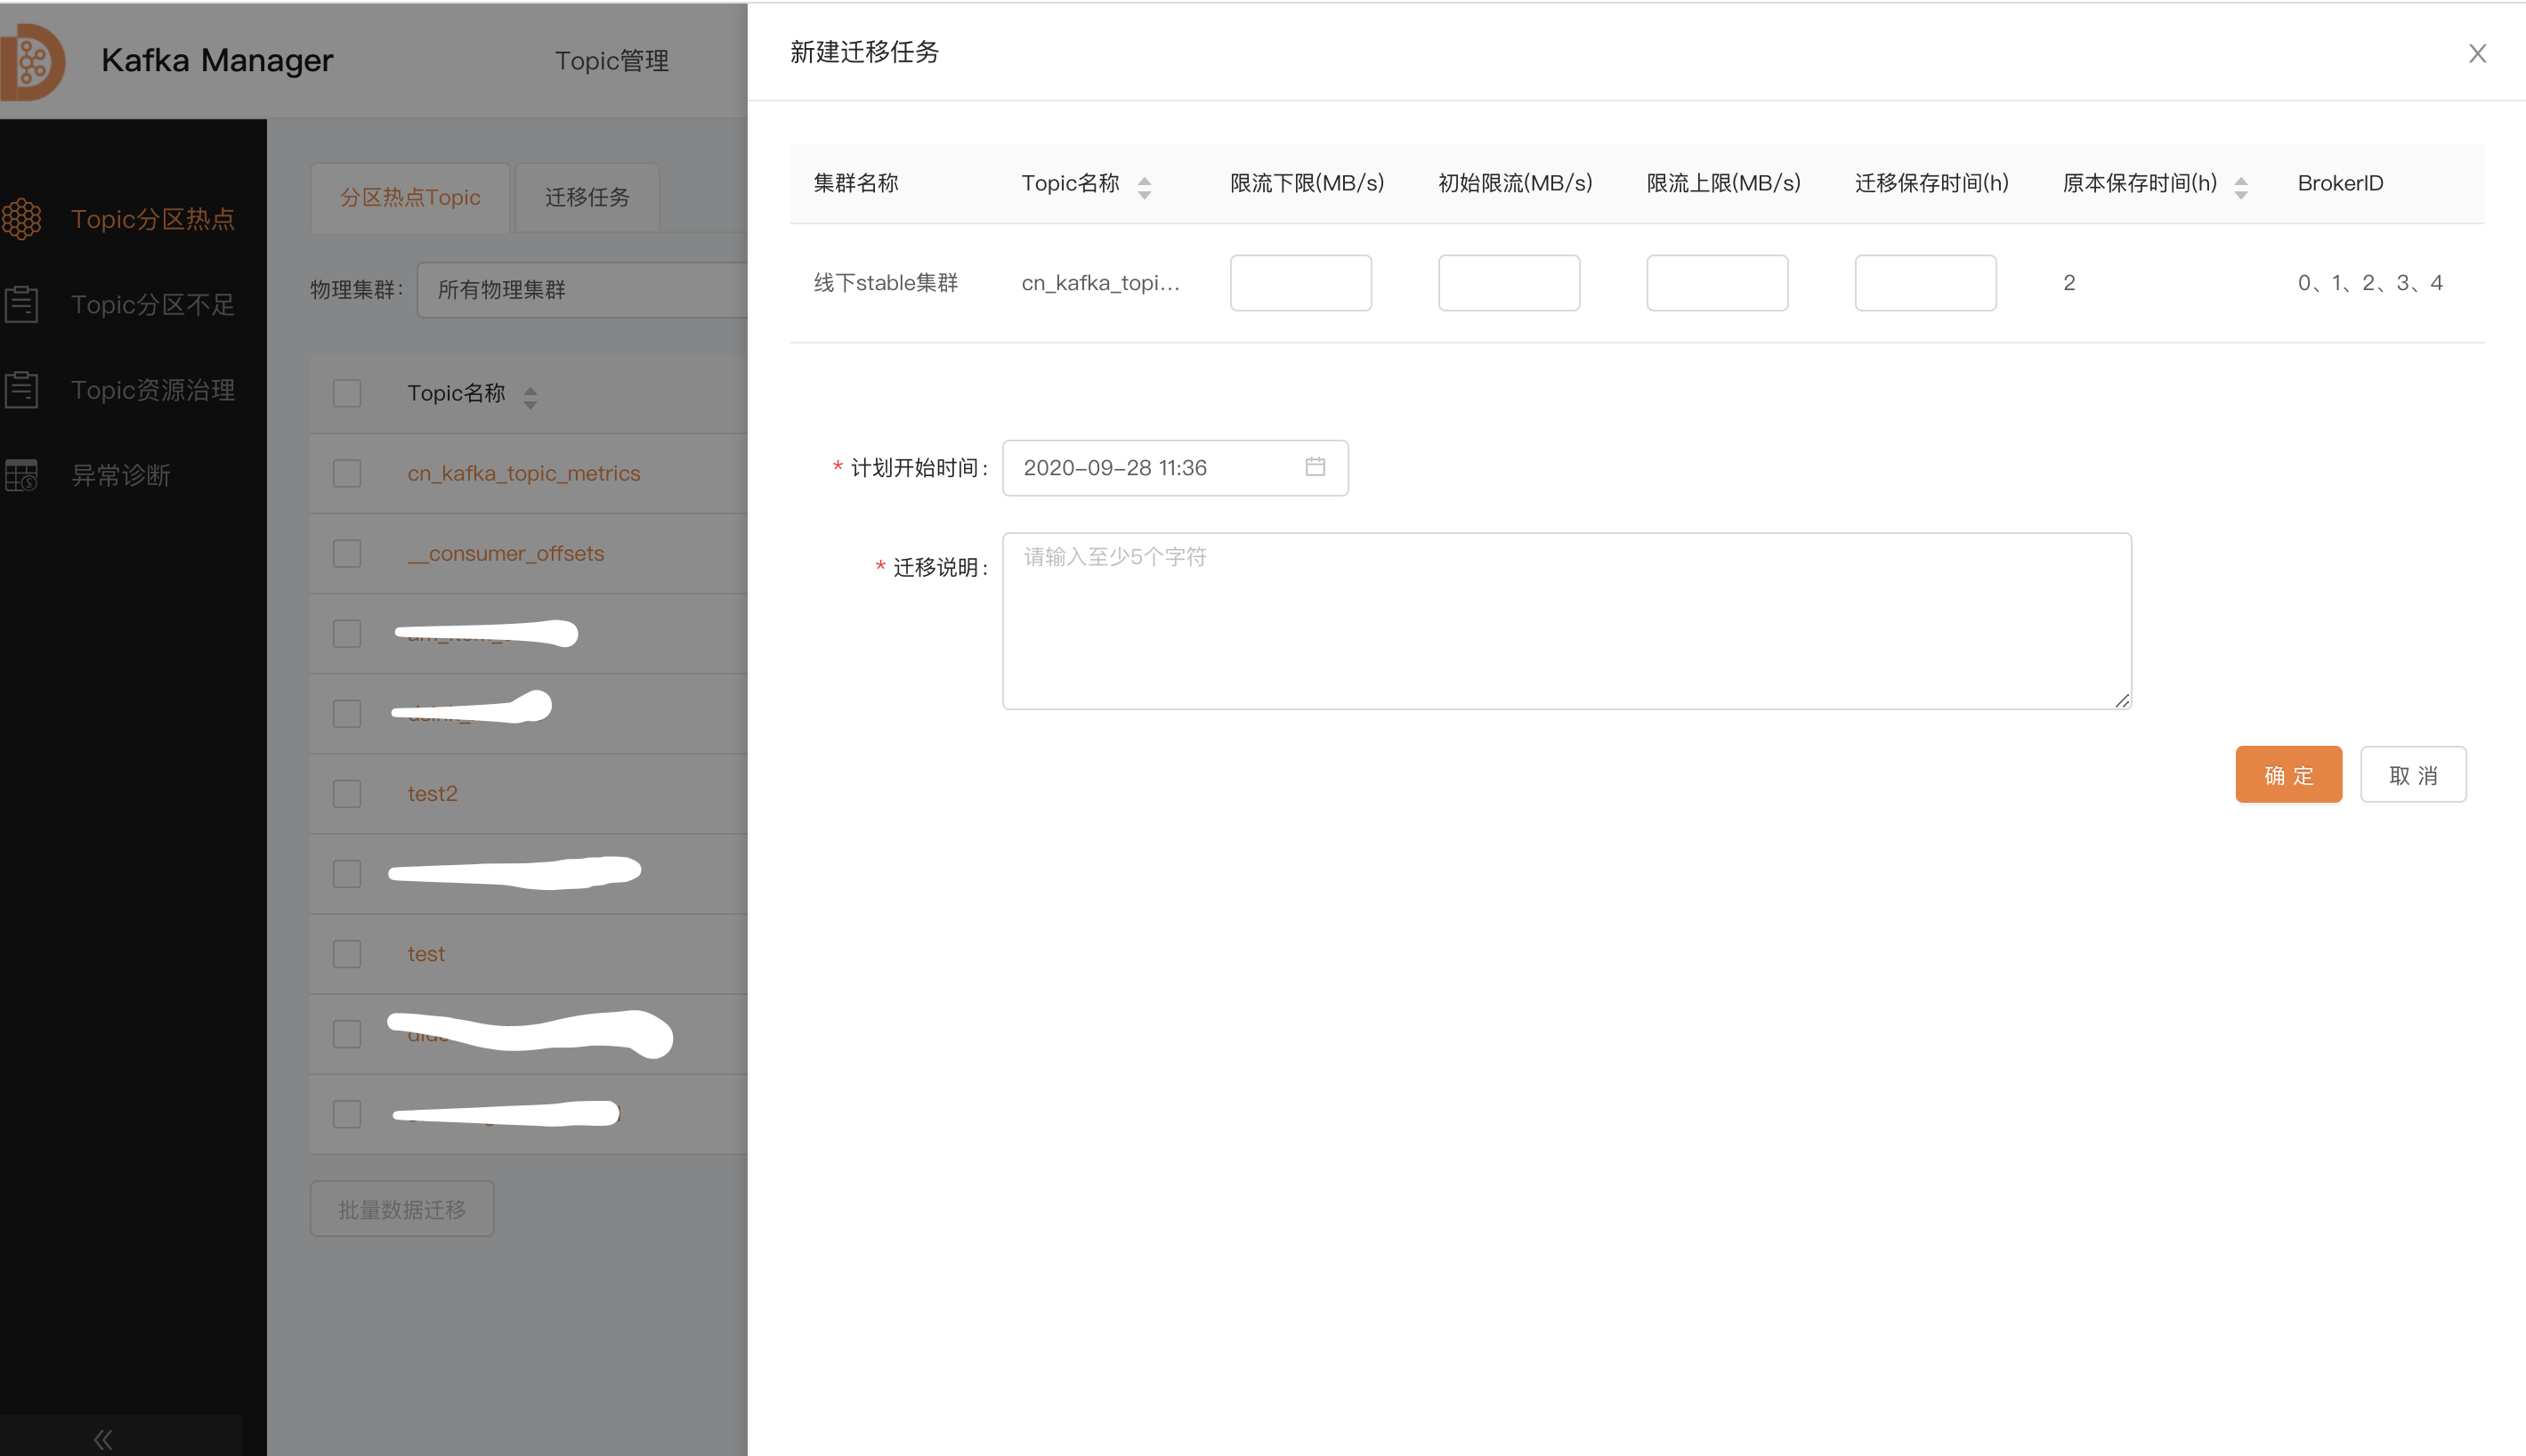 Kafka Manager
Topic管理
Topic分区热点
Topic分区不足
Topic资源治理
异常诊断
分区热点Topic
迁移任务
物理集群:
所有物理集群
Topic名称
cn_kafka_topic_metrics
__consumer_offsets
test2
test
批量数据迁移
新建迁移任务
集群名称 Topic名称 限流下限(MB/s) 初始限流(MB/s) 限流上限(MB/s) 迁移保存时间(h) 原本保存时间(h) BrokerID
线下stable集群 cn_kafka_topi... 2 0、1、2、3、4
* 计划开始时间: 2020-09-28 11:36
* 迁移说明: 请输入至少5个字符
确 定
取 消